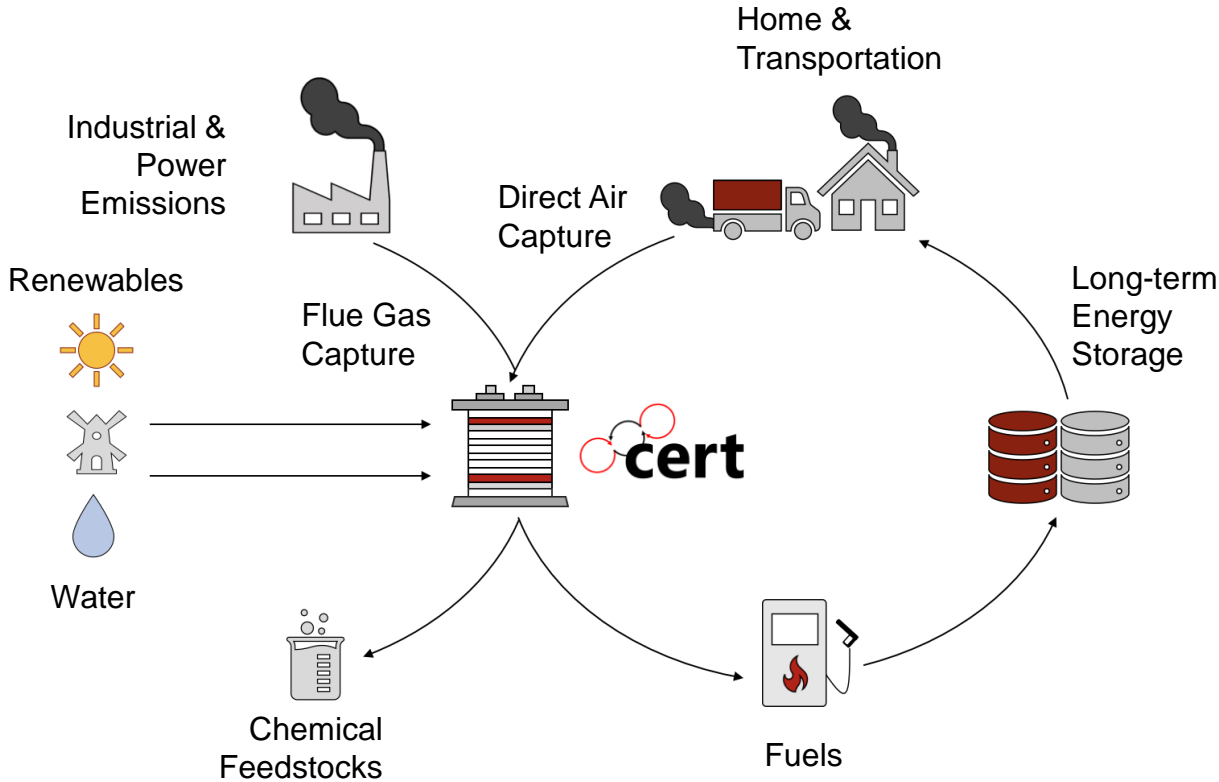 Home &
Transportation
Industrial &
Power
Emissions
Direct Air
Capture
Renewables
Flue Gas
Capture
Long-term
Energy
Storage
cert
Water
Chemical
Feedstocks
Fuels